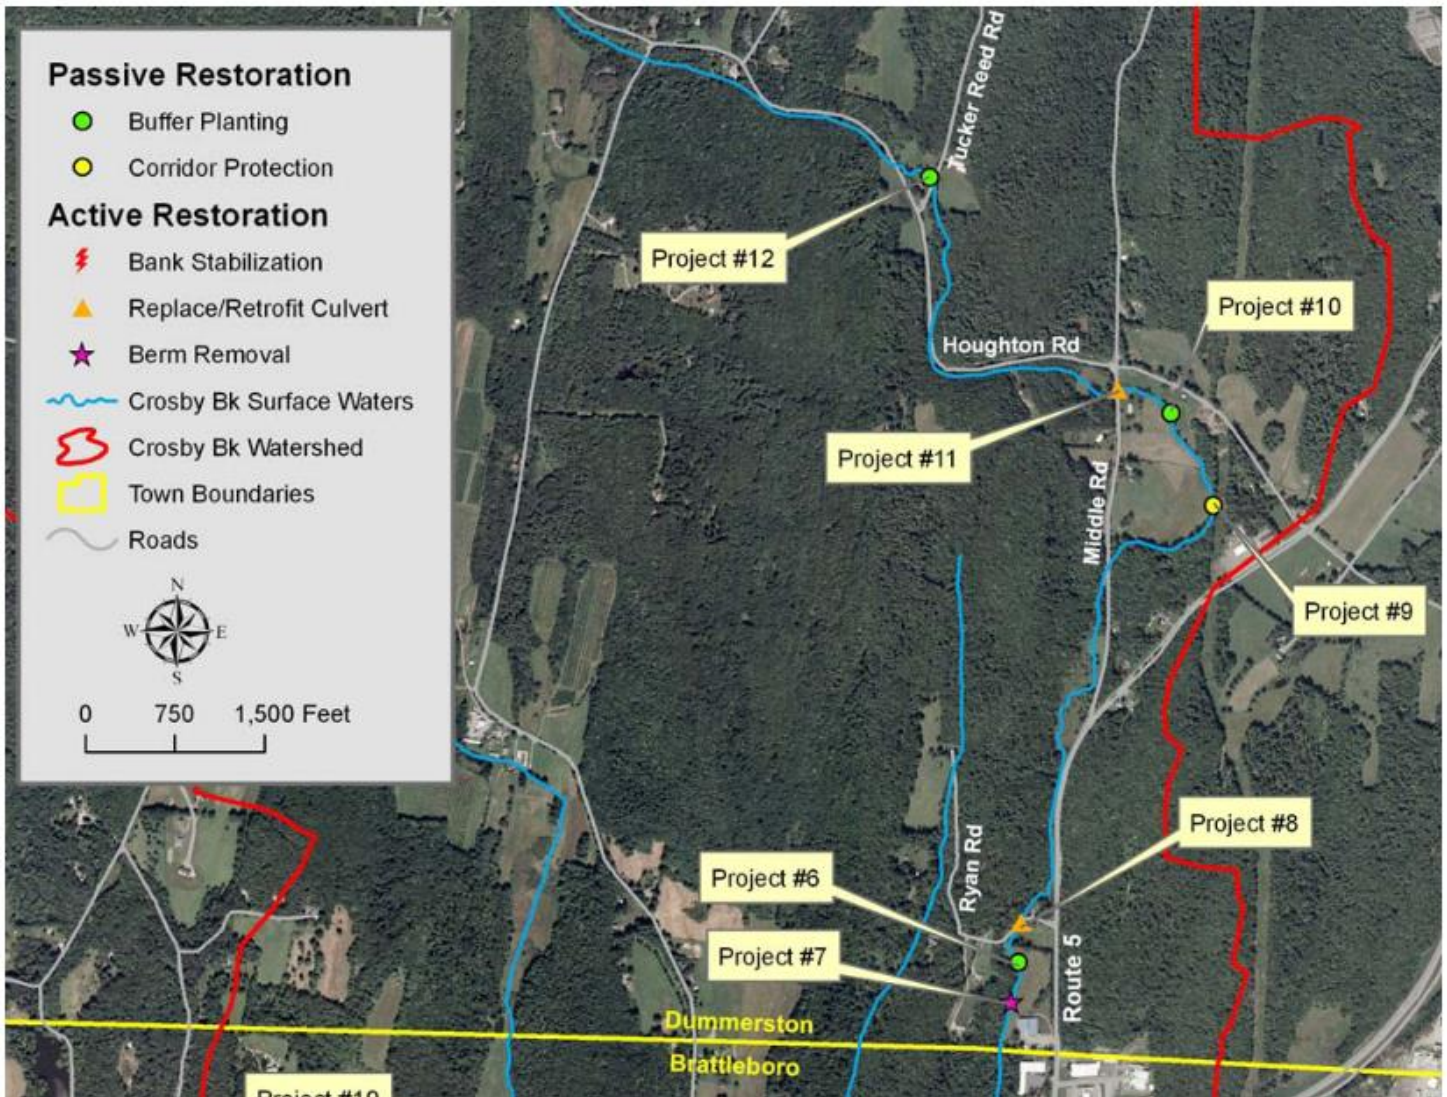 Passive Restoration
Buffer Planting
Corridor Protection
Active Restoration
Bank Stabilization
Replace/Retrofit Culvert
Berm Removal
Crosby Bk Surface Waters
Crosby Bk Watershed
Town Boundaries
Roads
N
W E
S
0 750 1,500 Feet
Tucker Reed Rd
Project #12
Project #10
Houghton Rd
Project #11
Middle Rd
Project #9
Project #8
Ryan Rd
Project #6
Project #7
Route 5
Dummerston
Brattleboro